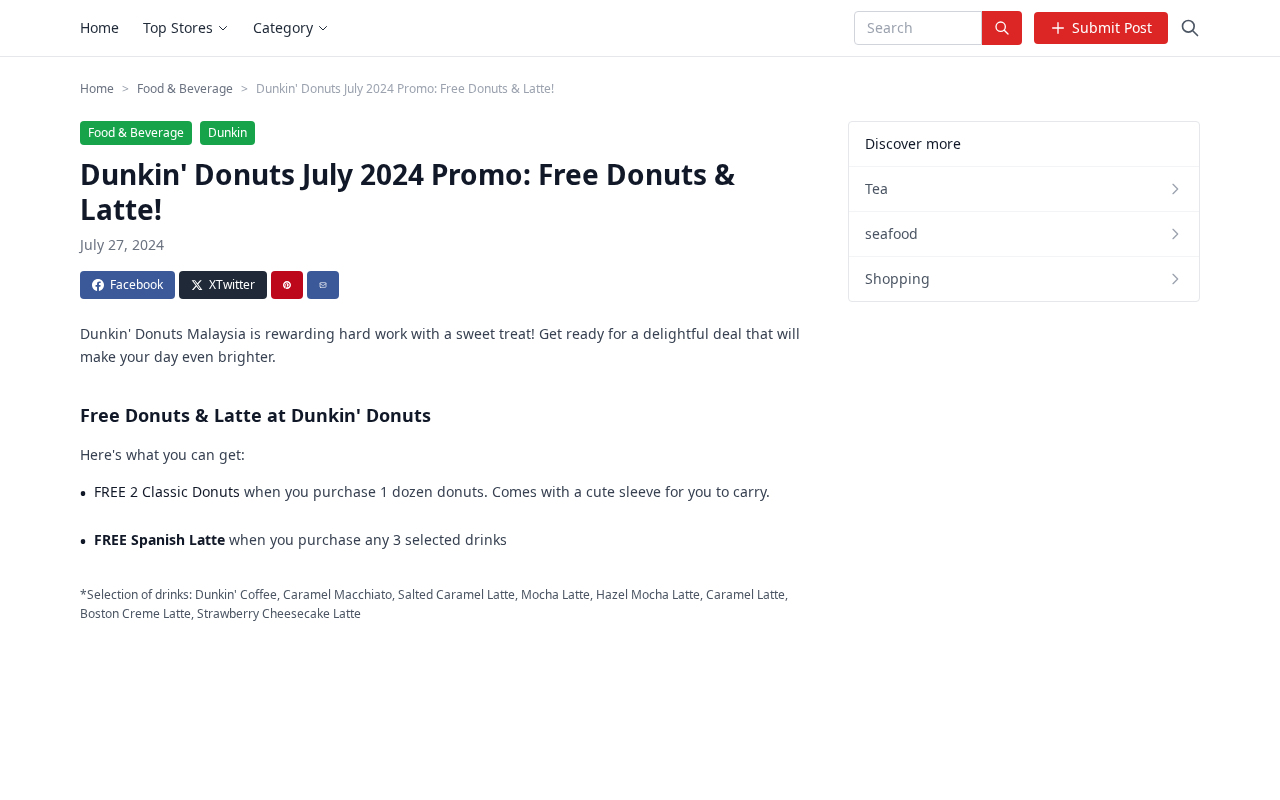 Home Top Stores Category Search Submit Post
Home > Food & Beverage > Dunkin' Donuts July 2024 Promo: Free Donuts & Latte!
Food & Beverage Dunkin
Dunkin' Donuts July 2024 Promo: Free Donuts &
Latte!
July 27, 2024
Facebook XTwitter
Dunkin' Donuts Malaysia is rewarding hard work with a sweet treat! Get ready for a delightful deal that will
make your day even brighter.
Free Donuts & Latte at Dunkin' Donuts
Here's what you can get:
• FREE 2 Classic Donuts when you purchase 1 dozen donuts. Comes with a cute sleeve for you to carry.
• FREE Spanish Latte when you purchase any 3 selected drinks
*Selection of drinks: Dunkin' Coffee, Caramel Macchiato, Salted Caramel Latte, Mocha Latte, Hazel Mocha Latte, Caramel Latte,
Boston Creme Latte, Strawberry Cheesecake Latte
Discover more
Tea
seafood
Shopping